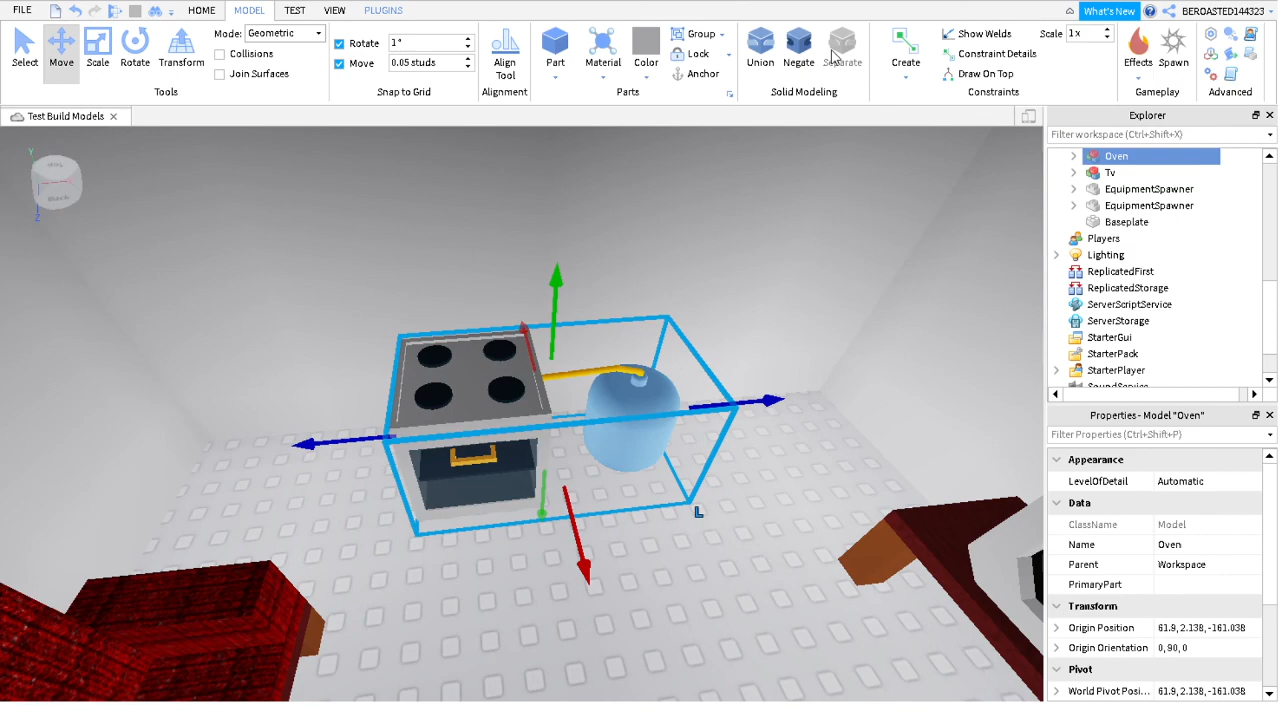 FILE HOME MODEL TEST VIEW PLUGINS What's New BEROASTED144323
Select Move Scale Rotate Transform
Mode: Geometric
Collisions
Join Surfaces
Tools
Rotate 1°
Move 0.05 studs
Snap to Grid
Align
Tool
Alignment
Part Material Color
Group
Lock
Anchor
Parts
Union Negate Separate
Solid Modeling
Create
Show Welds Scale 1x
Constraint Details
Draw On Top
Constraints
Effects Spawn
Gameplay
Advanced
Test Build Models
Explorer
Filter workspace (Ctrl+Shift+X)
Oven
Tv
EquipmentSpawner
EquipmentSpawner
Baseplate
Players
Lighting
ReplicatedFirst
ReplicatedStorage
ServerScriptService
ServerStorage
StarterGui
StarterPack
StarterPlayer
SoundService
Properties - Model "Oven"
Filter Properties (Ctrl+Shift+P)
Appearance
LevelOfDetail Automatic
Data
ClassName Model
Name Oven
Parent Workspace
PrimaryPart
Transform
Origin Position 61.9, 2.138, -161.038
Origin Orientation 0, 90, 0
Pivot
World Pivot Posi... 61.9, 2.138, -161.038
Y
Z
L